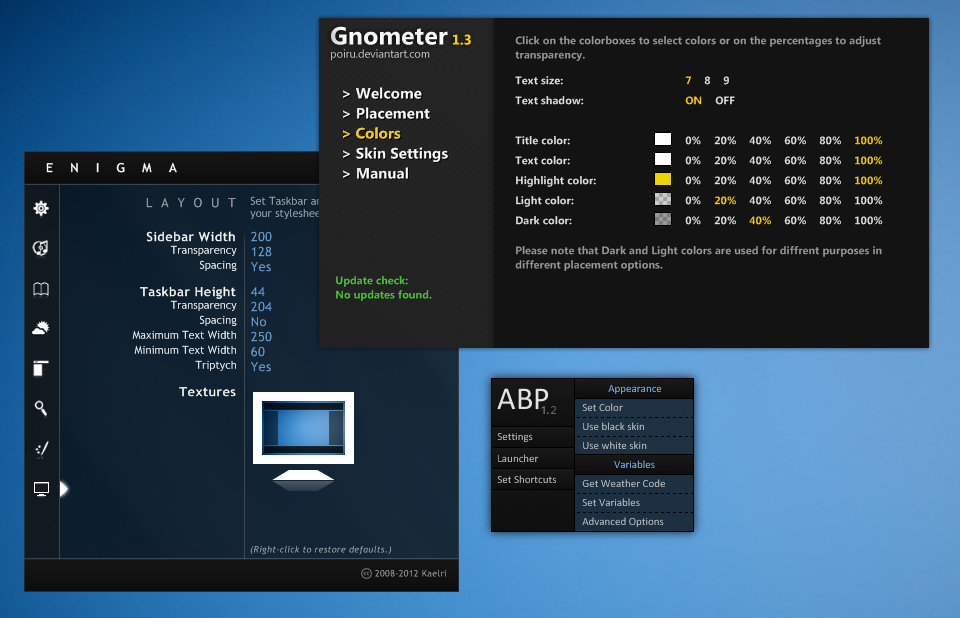 Gnometer 1.3
poiru.deviantart.com
> Welcome
> Placement
> Colors
> Skin Settings
> Manual
Update check:
No updates found.
Click on the colorboxes to select colors or on the percentages to adjust
transparency.
Text size: 7 8 9
Text shadow: ON OFF
Title color: 0% 20% 40% 60% 80% 100%
Text color: 0% 20% 40% 60% 80% 100%
Highlight color: 0% 20% 40% 60% 80% 100%
Light color: 0% 20% 40% 60% 80% 100%
Dark color: 0% 20% 40% 60% 80% 100%
Please note that Dark and Light colors are used for diffrent purposes in
different placement options.
ENIGMA
LAYOUT
Set Taskbar
your
Sidebar Width 200
Transparency 128
Spacing Yes
Taskbar Height 44
Transparency 204
Spacing No
Maximum Text Width 250
Minimum Text Width 60
Triptych Yes
Textures
(Right-click to restore defaults.)
cc 2008-2012 Kaelri
ABP 1.2
Settings
Launcher
Set Shortcuts
Appearance
Set Color
Use black skin
Use white skin
Variables
Get Weather Code
Set Variables
Advanced Options